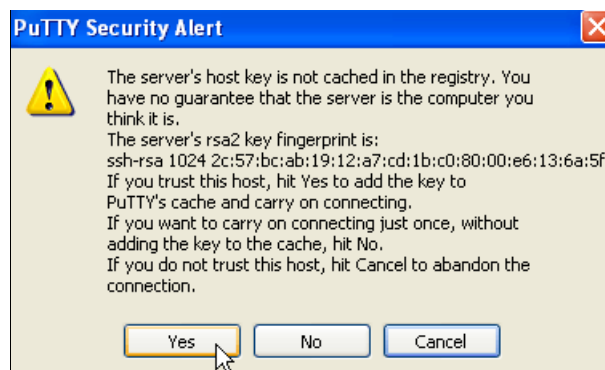 PuTTY Security Alert
The server's host key is not cached in the registry. You
have no guarantee that the server is the computer you
think it is.
The server's rsa2 key fingerprint is:
ssh-rsa 1024 2c:57:bc:ab:19:12:a7:cd:1b:c0:80:00:e6:13:6a:5f
If you trust this host, hit Yes to add the key to
PuTTY's cache and carry on connecting.
If you want to carry on connecting just once, without
adding the key to the cache, hit No.
If you do not trust this host, hit Cancel to abandon the
connection.
Yes No Cancel